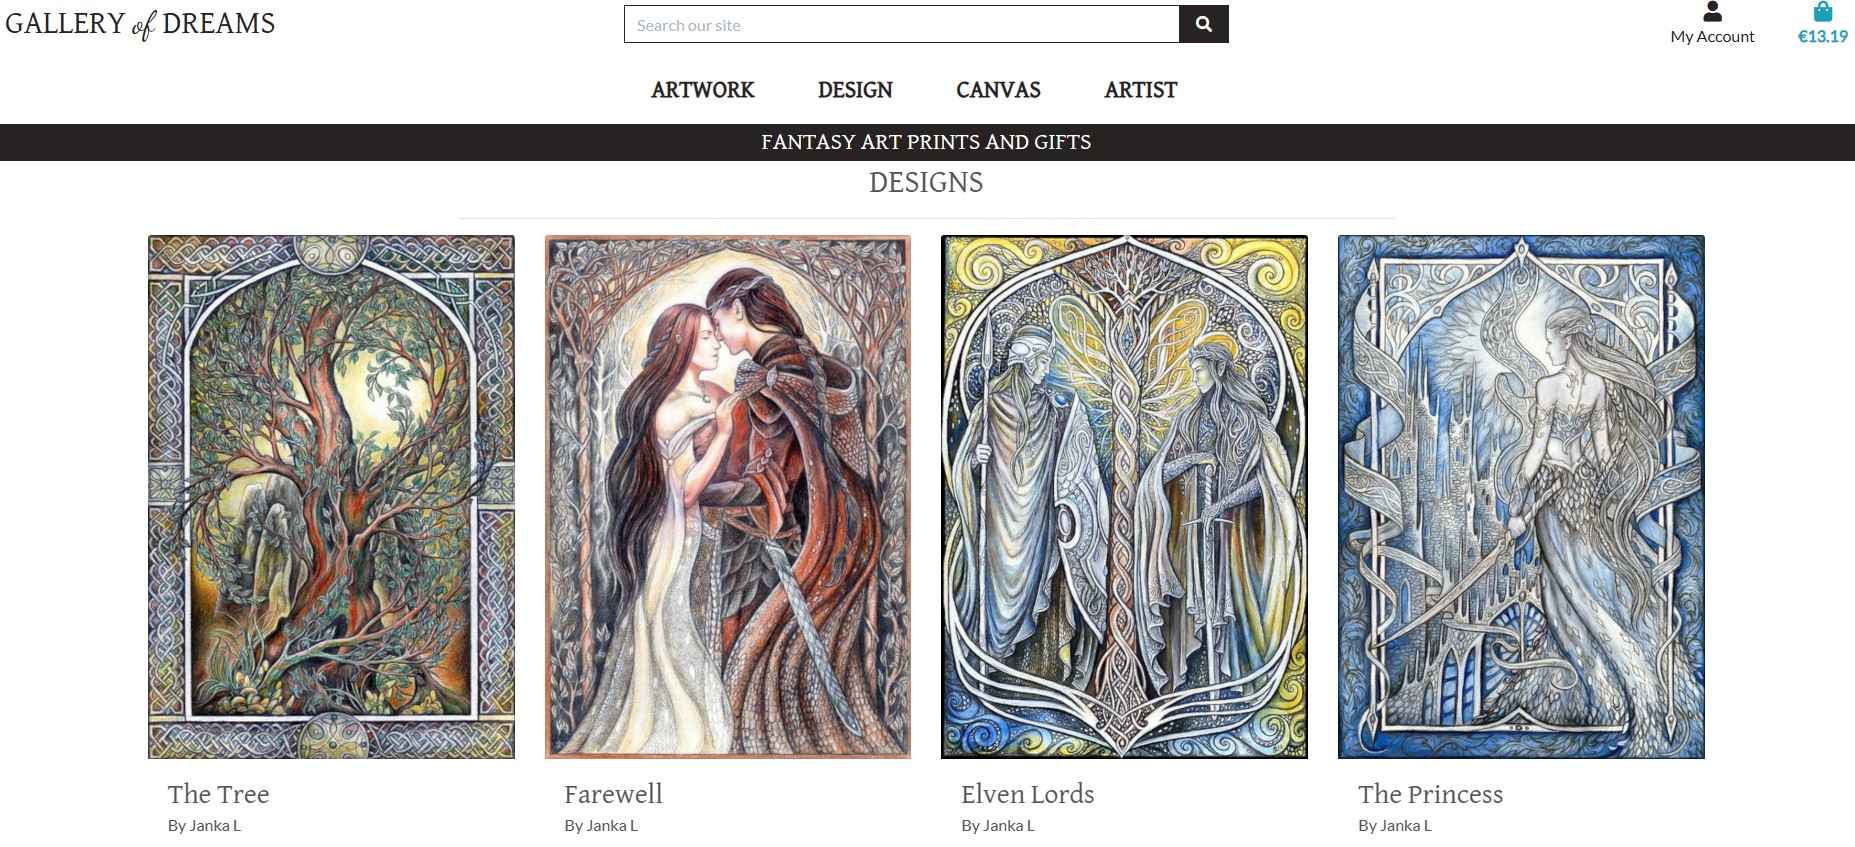 GALLERY of DREAMS
Search our site
My Account
€13.19
ARTWORK DESIGN CANVAS ARTIST
FANTASY ART PRINTS AND GIFTS
DESIGNS
The Tree
By Janka L
Farewell
By Janka L
Elven Lords
By Janka L
The Princess
By Janka L